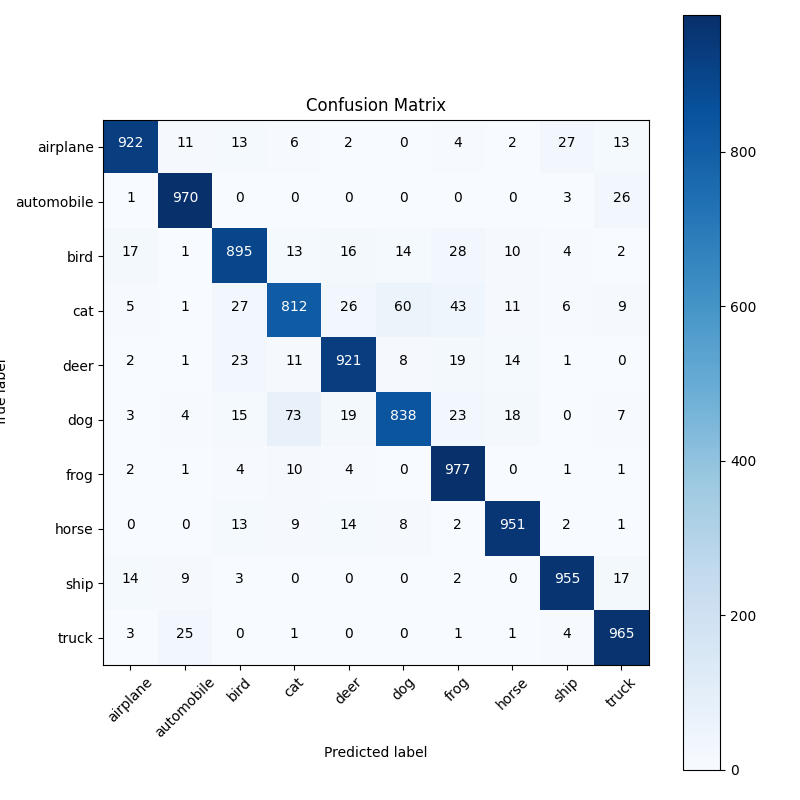 Confusion Matrix
airplane 922 11 13 6 2 0 4 2 27 13
automobile 1 970 0 0 0 0 0 0 3 26
bird 17 1 895 13 16 14 28 10 4 2
cat 5 1 27 812 26 60 43 11 6 9
deer 2 1 23 11 921 8 19 14 1 0
dog 3 4 15 73 19 838 23 18 0 7
frog 2 1 4 10 4 0 977 0 1 1
horse 0 0 13 9 14 8 2 951 2 1
ship 14 9 3 0 0 0 2 0 955 17
truck 3 25 0 1 0 0 1 1 4 965
airplane automobile bird cat deer dog frog horse ship truck
Predicted label
800
600
400
200
0